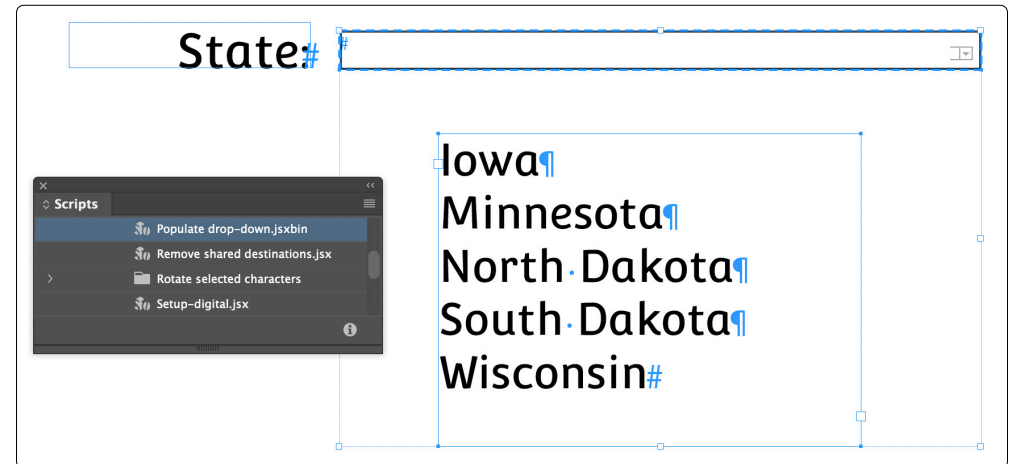 State:#
#
Iowa¶
Minnesota¶
North·Dakota¶
South·Dakota¶
Wisconsin#
Scripts
Populate drop-down.jsxbin
Remove shared destinations.jsx
Rotate selected characters
Setup-digital.jsx